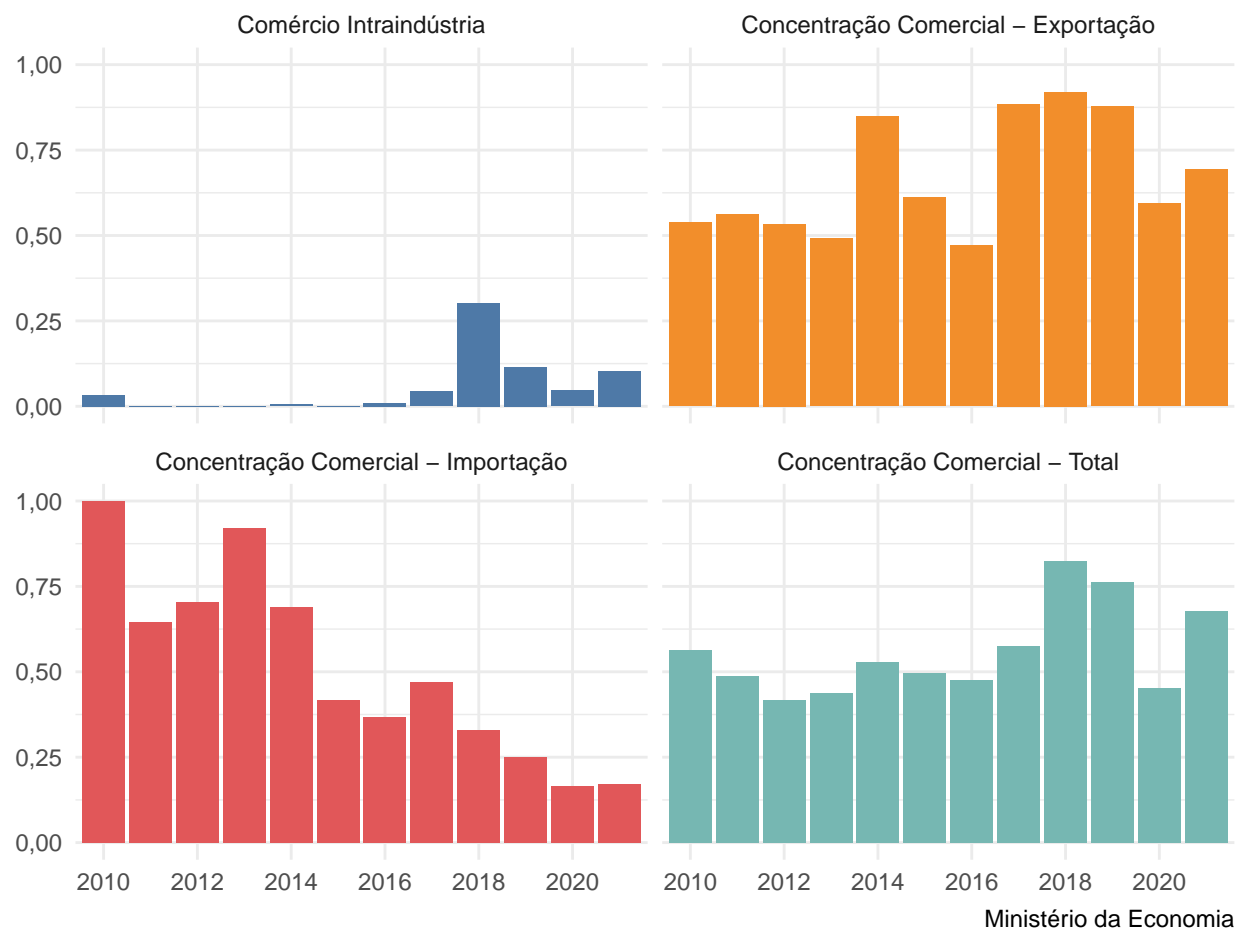 Comércio Intraindústria
Concentração Comercial – Exportação
1,00
0,75
0,50
0,25
0,00
Concentração Comercial – Importação
Concentração Comercial – Total
1,00
0,75
0,50
0,25
0,00
2010 2012 2014 2016 2018 2020
2010 2012 2014 2016 2018 2020
Ministério da Economia